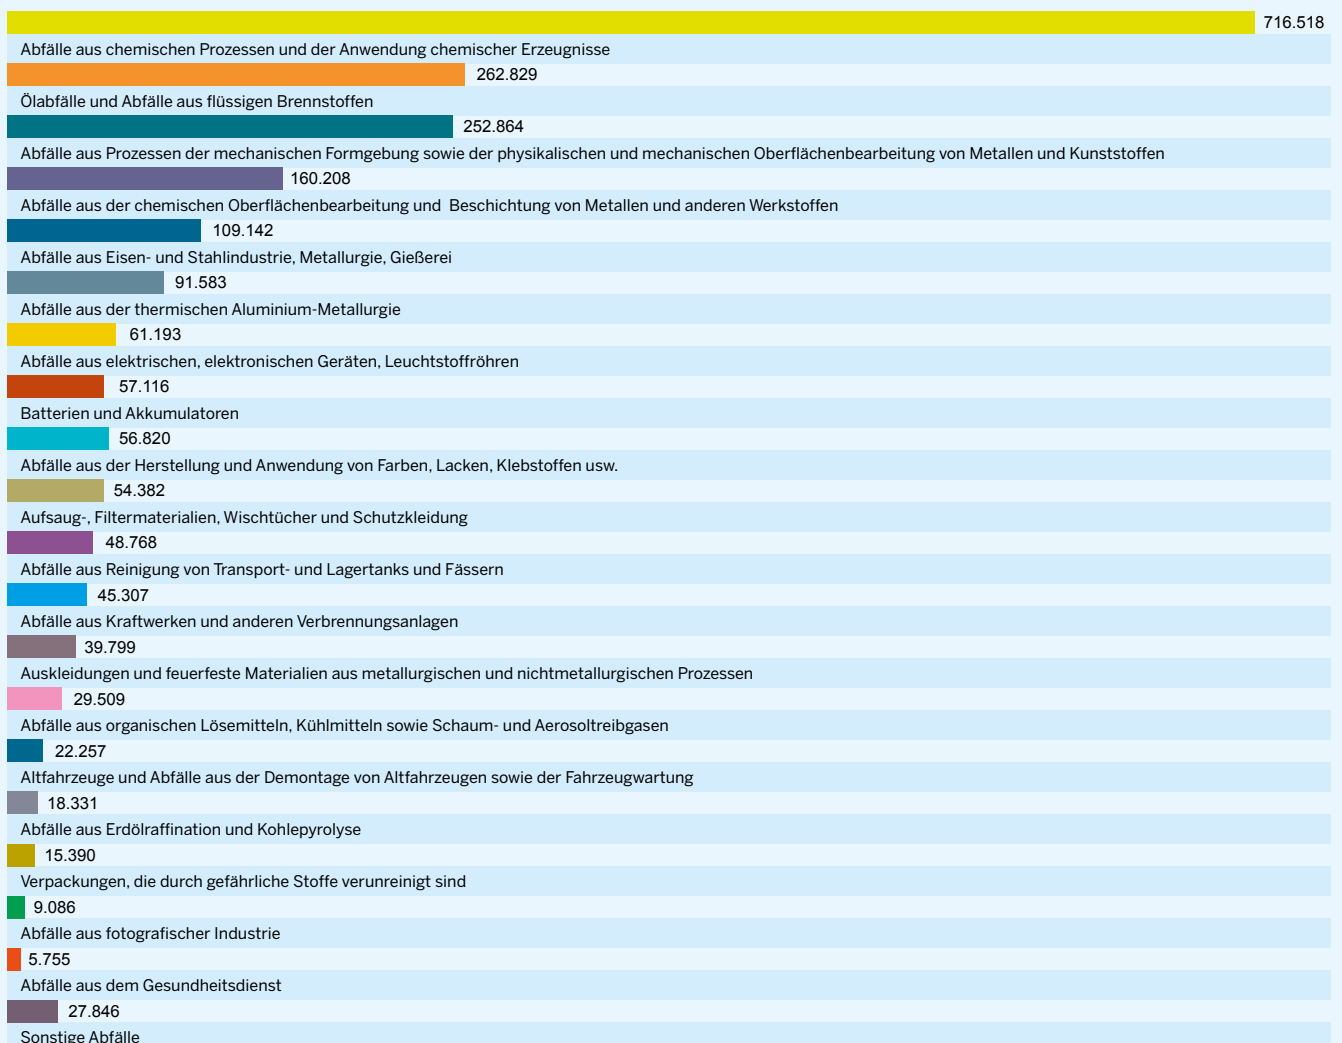 716.518
Abfälle aus chemischen Prozessen und der Anwendung chemischer Erzeugnisse
262.829
Ölabfälle und Abfälle aus flüssigen Brennstoffen
252.864
Abfälle aus Prozessen der mechanischen Formgebung sowie der physikalischen und mechanischen Oberflächenbearbeitung von Metallen und Kunststoffen
160.208
Abfälle aus der chemischen Oberflächenbearbeitung und Beschichtung von Metallen und anderen Werkstoffen
109.142
Abfälle aus Eisen- und Stahlindustrie, Metallurgie, Gießerei
91.583
Abfälle aus der thermischen Aluminium-Metallurgie
61.193
Abfälle aus elektrischen, elektronischen Geräten, Leuchtstoffröhren
57.116
Batterien und Akkumulatoren
56.820
Abfälle aus der Herstellung und Anwendung von Farben, Lacken, Klebstoffen usw.
54.382
Aufsaug-, Filtermaterialien, Wischtücher und Schutzkleidung
48.768
Abfälle aus Reinigung von Transport- und Lagertanks und Fässern
45.307
Abfälle aus Kraftwerken und anderen Verbrennungsanlagen
39.799
Auskleidungen und feuerfeste Materialien aus metallurgischen und nichtmetallurgischen Prozessen
29.509
Abfälle aus organischen Lösemitteln, Kühlmitteln sowie Schaum- und Aerosoltreibgasen
22.257
Altfahrzeuge und Abfälle aus der Demontage von Altfahrzeugen sowie der Fahrzeugwartung
18.331
Abfälle aus Erdölraffination und Kohlepyrolyse
15.390
Verpackungen, die durch gefährliche Stoffe verunreinigt sind
9.086
Abfälle aus fotografischer Industrie
5.755
Abfälle aus dem Gesundheitsdienst
27.846
Sonstige Abfälle